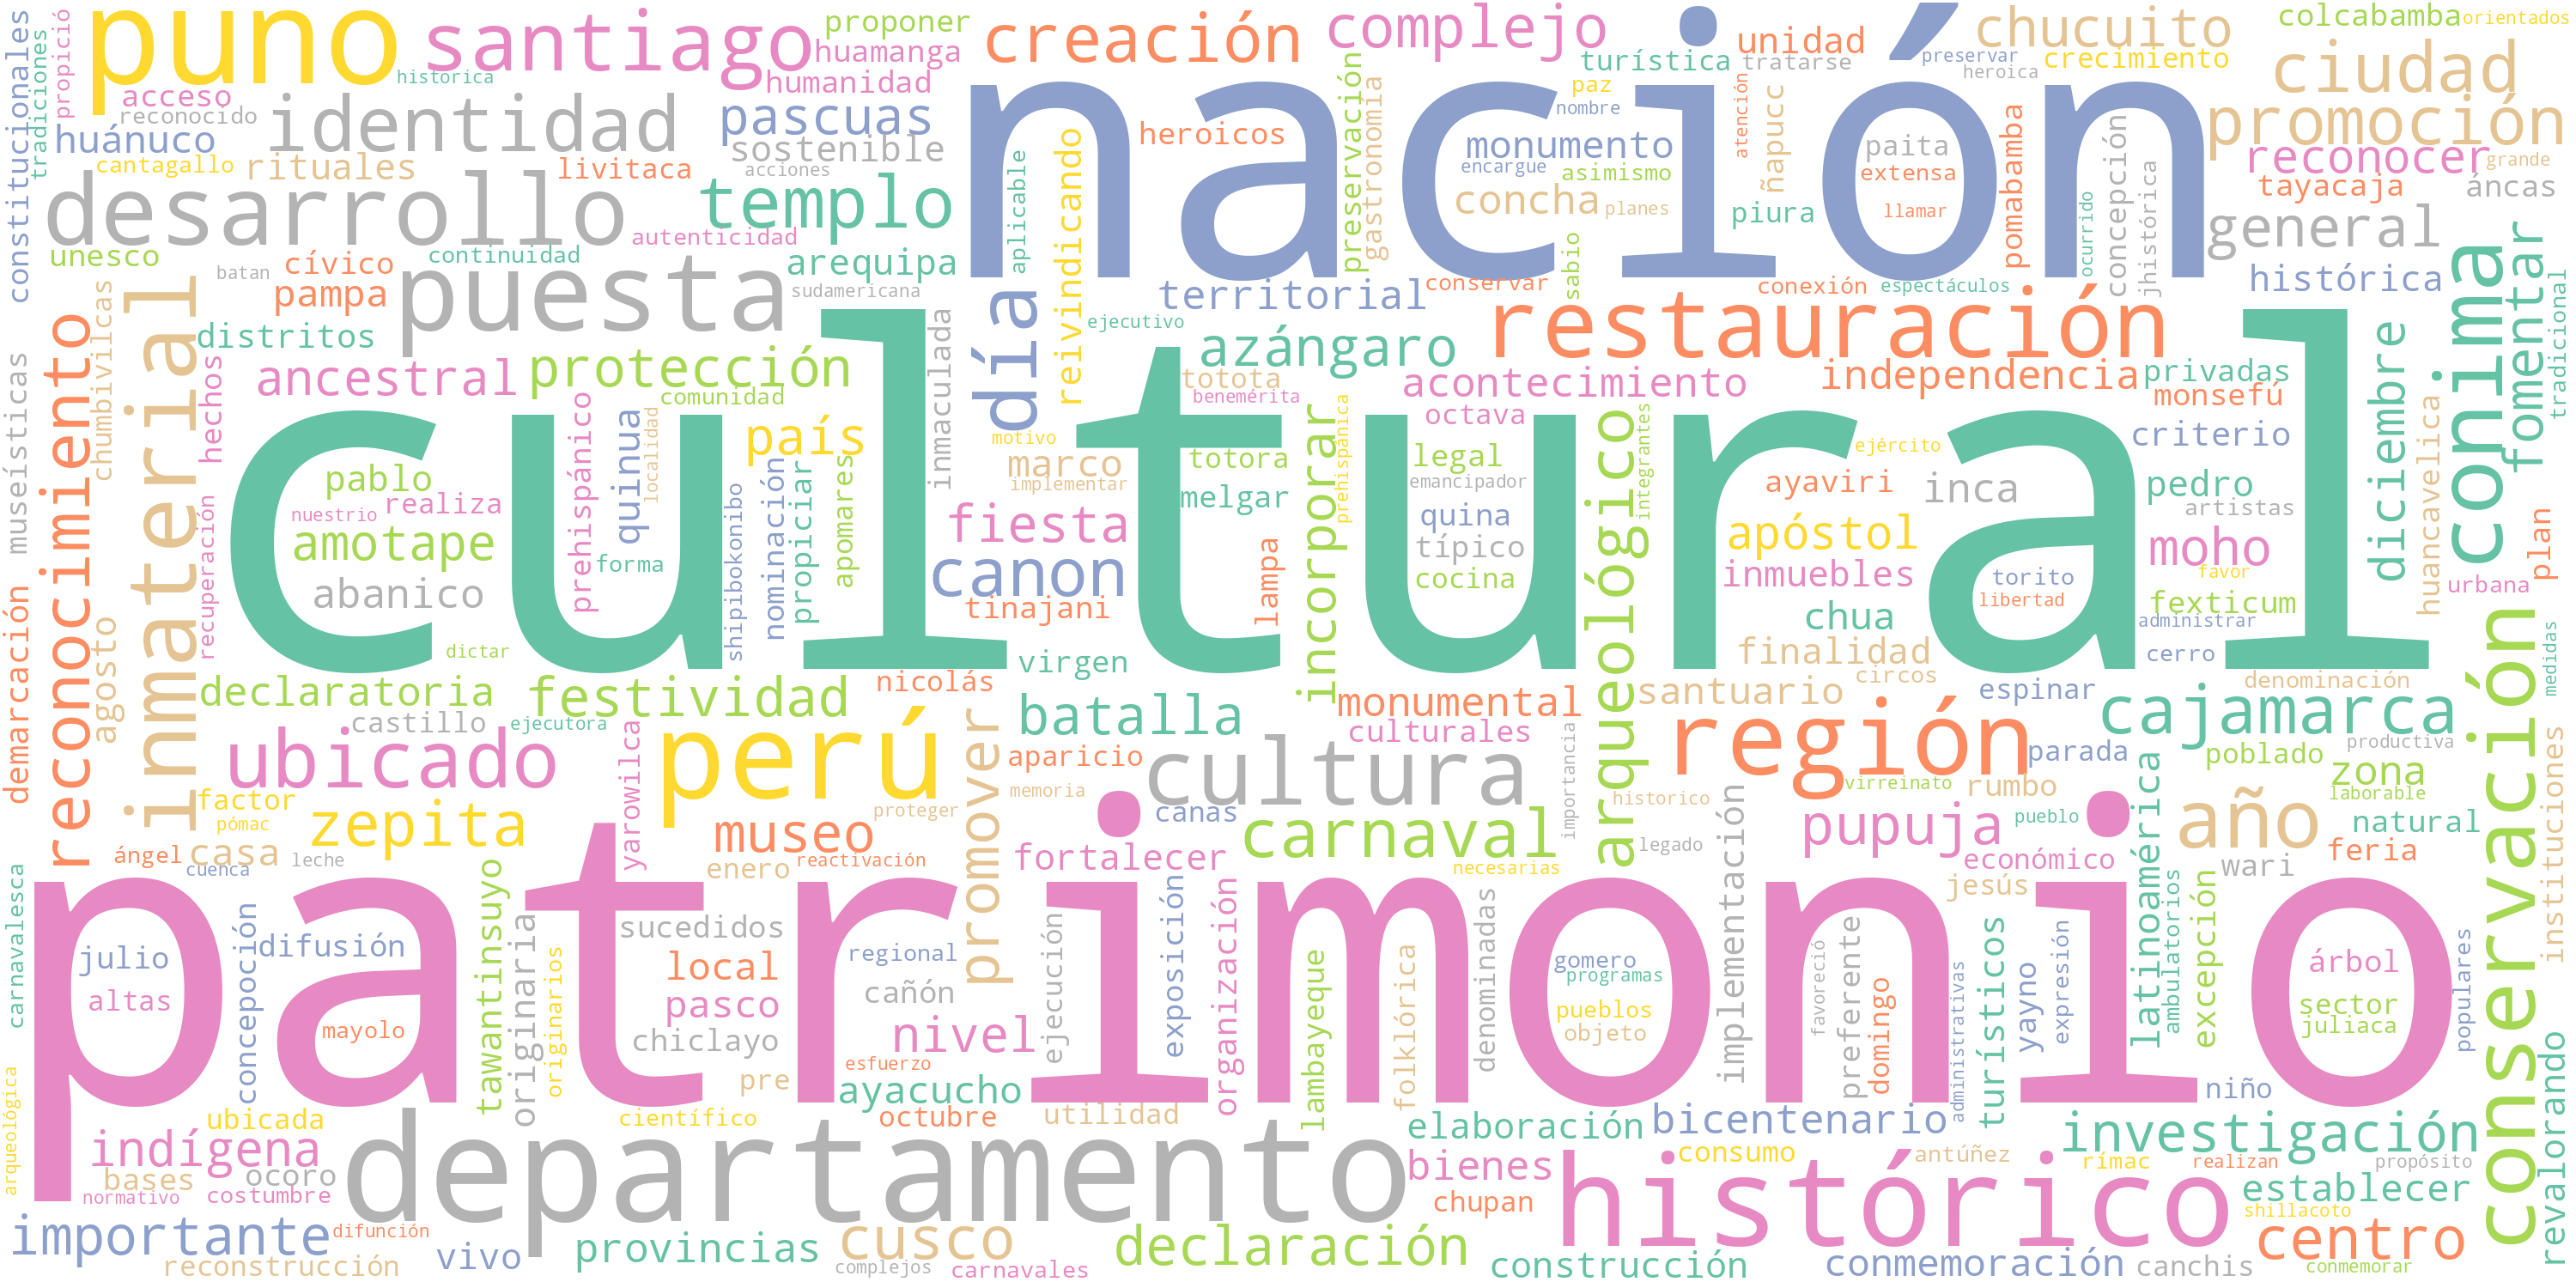 constitucionales
tradiciones
propició
puno
histórica
santiago
proponer
huamanga
humanidad
creación
complejo
nación
unidad
turística
tratarse
preservar
heroica
chucuito
crecimiento
colcabamba
orientados
ciudad
promoción
reconocer
grande
acceso
reconocido
identidad
pascuas
huánuco
cantagallo
rituales
livitaca
sostenible
acciones
templo
desarrollo
autenticidad
heroicos
preservación
gastronomía
paz
nombre
monumento
encargue
asimismo
concha
planes
atención
ñapucc
piura
paita
extensa
llamar
pomabamba
ocurrido
concepción
jhistórica
tayacaja
áncas
general
histórica
unesco
batan
cívico
pampa
continuidad
puesta
arequipa
sudamericana
día
aplicable
reivindicando
ejecutivo
territorial
conservar
sabio
conexión
espectáculos
restauración
distritos
museísticas
reconocimiento
chumbivilcas
inmaterial
hechos
ancestral
protección
comunidad
inmaculada
azángaro
totota
benemérita
acontecimiento
independencia
privadas
monsefú
diciembre
conima
fomentar
tradicional
cultural
prehispánico
localidad
país
quinua
pablo
realiza
nuestrio
amotape
abanico
forma
shipibokonibo
nominación
propiciar
apomares
motivo
marco
implementar
totora
melgar
fiesta
canon
tinajani
lampa
incorporar
prehispánica
octava
legal
emancipador
quina
típico
cocina
arqueológico
integrantes
ejército
ayaviri
inca
apóstol
inmuebles
torito
libertad
criterio
pedro
artistas
moho
favor
fexticum
administrar
huancavelica
urbana
plan
recuperación
demarcación
agosto
dictar
declaratoria
festividad
nicolás
virgen
chua
finalidad
circos
cerro
denominación
medidas
castillo
ejecutora
batalla
monumental
culturales
santuario
espinar
cajamarca
conservación
ubicado
yarowilca
perú
promover
aparicio
memoria
cultura
importancia
región
parada
virreinato
rumbo
latinoamérica
poblado
productiva
zona
laborable
instituciones
factor
pómac
zepita
museo
proteger
canas
carnaval
historico
legado
pupuja
pueblo
año
natural
ángel
cuenca
casa
leche
enero
reactivación
fortalecer
necesarias
implementación
económico
jesús
wari
feria
carnavalesca
patrimonio
tawantinsuyo
originaria
originarios
julio
altas
concepoción
difusión
mayolo
sucedidos
local
pasco
chiclayo
regional
cañón
nivel
ejecución
exposición
organización
lambayeque
folklórica
denominadas
gomero
programas
pueblos
objeto
favoreció
preferente
domingo
administrativas
turísticos
yayno
expresión
ambulatorios
excepción
árbol
sector
juliaca
populares
revalorando
arqueológica
ubicada
indígena
bases
ocoro
normativo
costumbre
científico
pre
esfuerzo
ayacucho
octubre
utilidad
elaboración
bicentenario
consumo
antúñez
niño
investigación
rímac
realizan
propósito
departamento
bienes
chupan
histórico
establecer
shillacoto
importante
difunción
reconstrucción
vivo
provincias
cusco
complejos
carnavales
declaración
construcción
conmemoración
canchis
centro
conmemorar